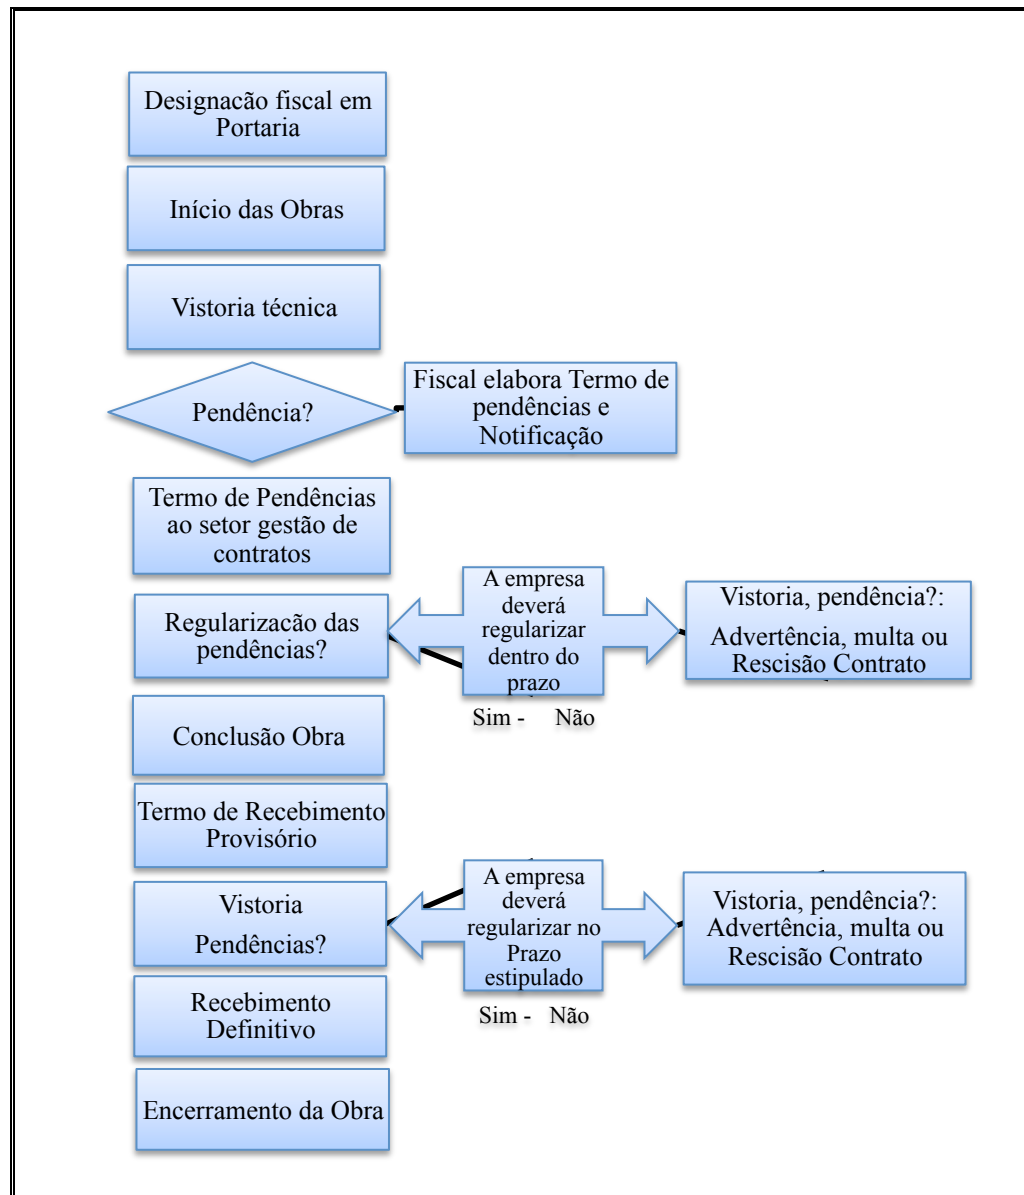 Designacão fiscal em
Portaria
Início das Obras
Vistoria técnica
Pendência?
Fiscal elabora Termo de
pendências e
Notificação
Termo de Pendências
ao setor gestão de
contratos
Regularizacão das
pendências?
A empresa
deverá
regularizar
dentro do
prazo
Sim - Não
Vistoria, pendência?:
Advertência, multa ou
Rescisão Contrato
Conclusão Obra
Termo de Recebimento
Provisório
Vistoria
Pendências?
A empresa
deverá
regularizar no
Prazo
estipulado
Sim - Não
Vistoria, pendência?:
Advertência, multa ou
Rescisão Contrato
Recebimento
Definitivo
Encerramento da Obra